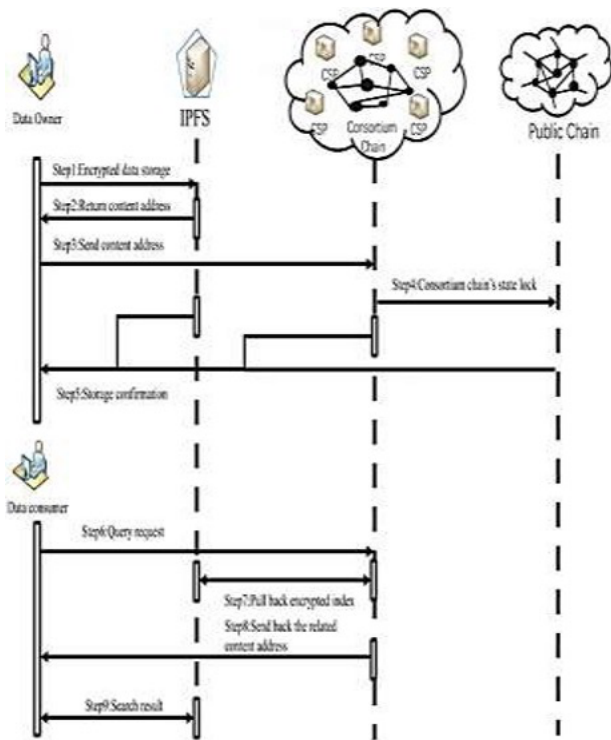 CSP
CSP
CSP
CSP
CSP
Data Owner
IPFS
Consortium
Chain
Public Chain
Step1:Encrypted data storage
Step2:Return content address
Step3:Send content address
Step4:Consortium chain's state lock
Step5:Storage confirmation
Data consumer
Step6:Query request
Step7:Pull back encrypted index
Step8:Send back the related
content address
Step9:Search result